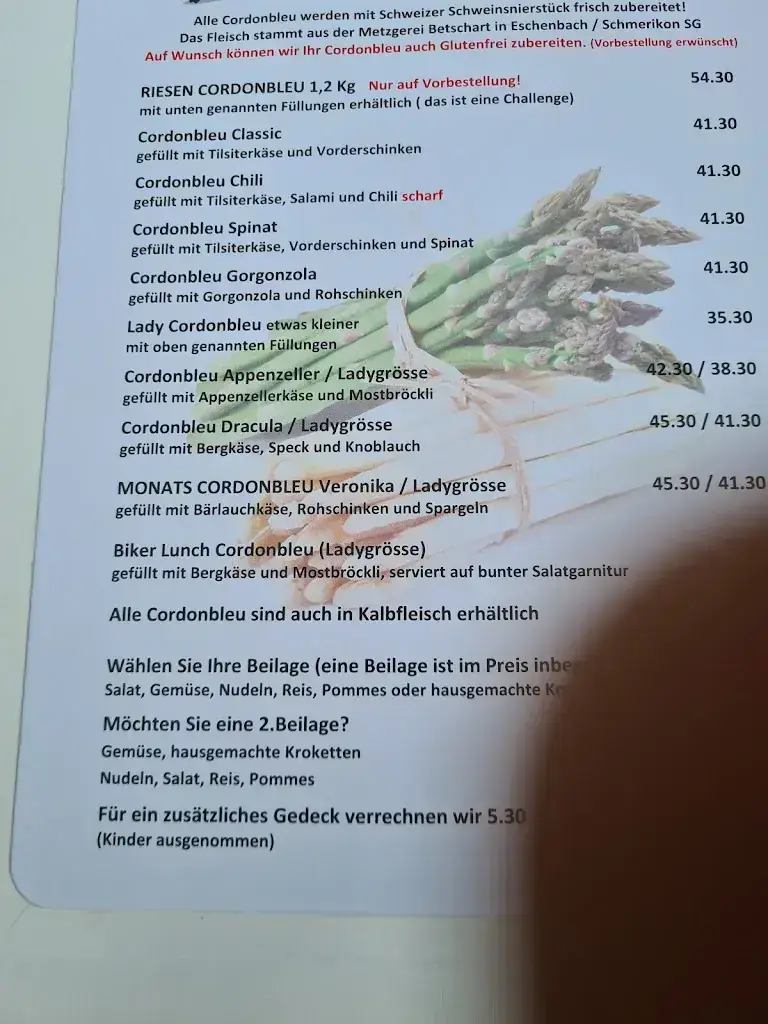 Alle Cordonbleu werden mit Schweizer Schweinsnierstück frisch zubereitet!
Das Fleisch stammt aus der Metzgerei Betschart in Eschenbach / Schmerikon SG
Auf Wunsch können wir Ihr Cordonbleu auch Glutenfrei zubereiten. (Vorbestellung erwünscht)
RIESEN CORDONBLEU 1,2 Kg Nur auf Vorbestellung! 54.30
mit unten genannten Füllungen erhältlich ( das ist eine Challenge)
Cordonbleu Classic 41.30
gefüllt mit Tilsiterkäse und Vorderschinken
Cordonbleu Chili 41.30
gefüllt mit Tilsiterkäse, Salami und Chili scharf
Cordonbleu Spinat 41.30
gefüllt mit Tilsiterkäse, Vorderschinken und Spinat
Cordonbleu Gorgonzola 41.30
gefüllt mit Gorgonzola und Rohschinken
Lady Cordonbleu etwas kleiner 35.30
mit oben genannten Füllungen
Cordonbleu Appenzeller / Ladygrösse 42.30 / 38.30
gefüllt mit Appenzellerkäse und Mostbröckli
Cordonbleu Dracula / Ladygrösse 45.30 / 41.30
gefüllt mit Bergkäse, Speck und Knoblauch
MONATS CORDONBLEU Veronika / Ladygrösse 45.30 / 41.30
gefüllt mit Bärlauchkäse, Rohschinken und Spargeln
Biker Lunch Cordonbleu (Ladygrösse)
gefüllt mit Bergkäse und Mostbröckli, serviert auf bunter Salatgarnitur
Alle Cordonbleu sind auch in Kalbfleisch erhältlich
Wählen Sie Ihre Beilage (eine Beilage ist im Preis
Salat, Gemüse, Nudeln, Reis, Pommes oder hausgemachte
Möchten Sie eine 2.Beilage?
Gemüse, hausgemachte Kroketten
Nudeln, Salat, Reis, Pommes
Für ein zusätzliches Gedeck verrechnen wir 5.30
(Kinder ausgenommen)